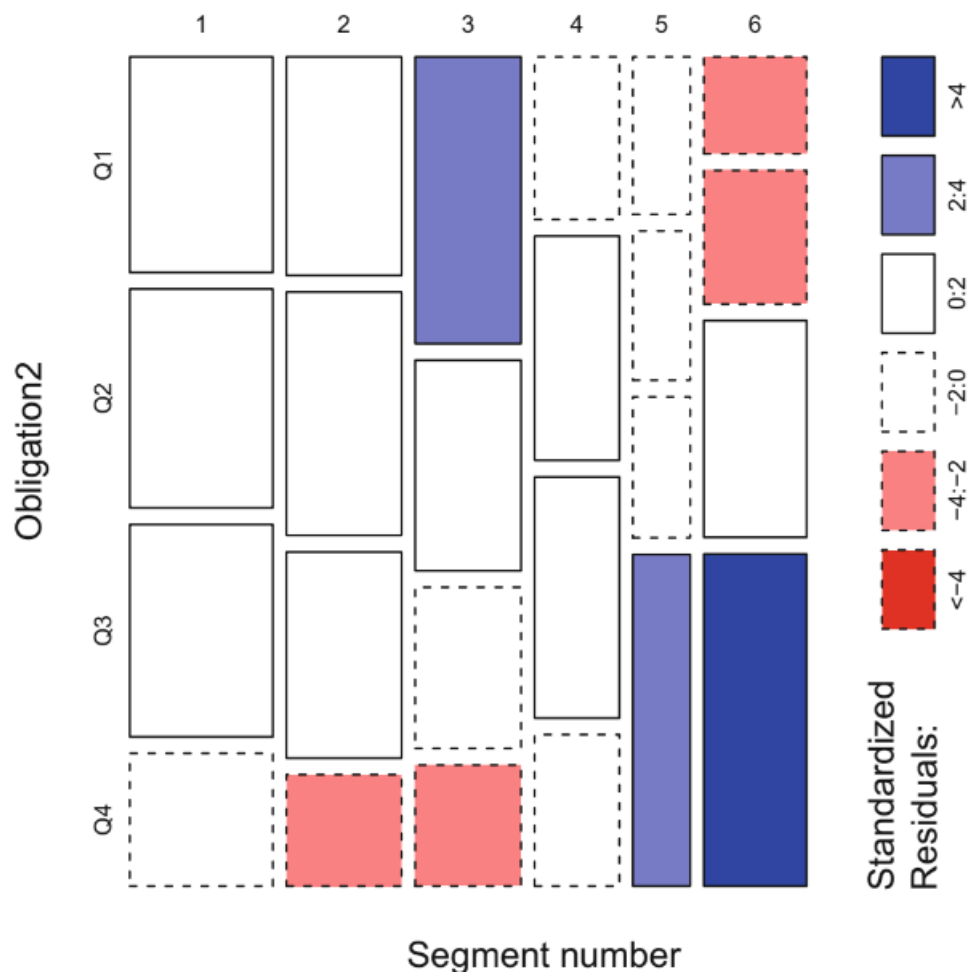 1 2 3 4 5 6
Q1
Q2
Q3
Q4
Obligation2
Segment number
>4
2:4
0:2
−2:0
−4:−2
<−4
Standardized
Residuals: